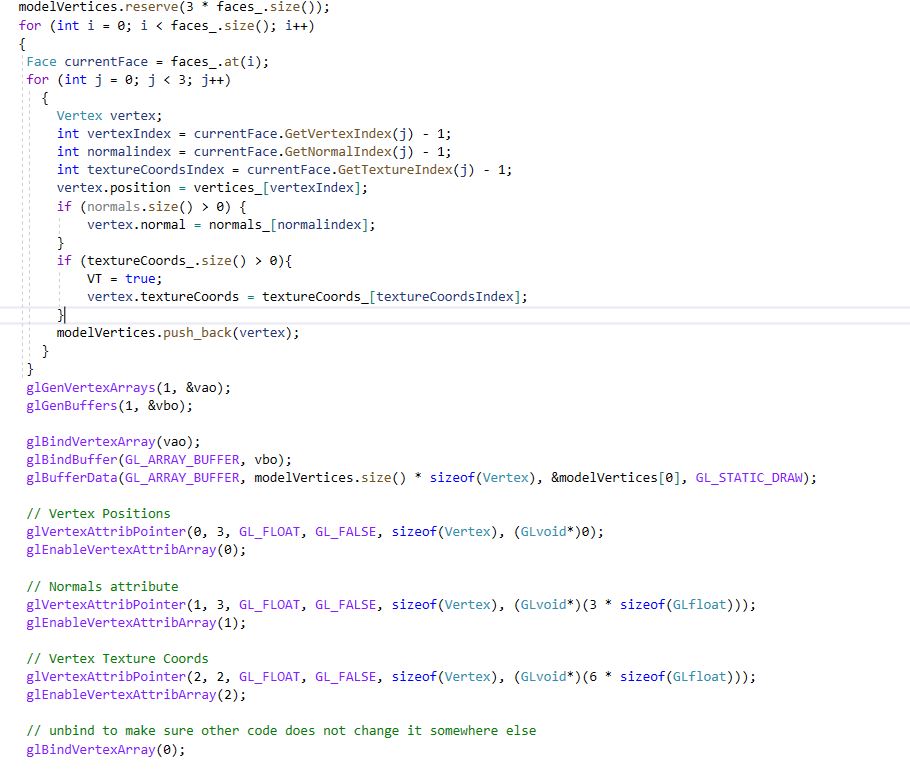 modelVertices.reserve(3 * faces_.size());
for (int i = 0; i < faces_.size(); i++)
{
Face currentFace = faces_.at(i);
for (int j = 0; j < 3; j++)
{
Vertex vertex;
int vertexIndex = currentFace.GetVertexIndex(j) - 1;
int normalindex = currentFace.GetNormalIndex(j) - 1;
int textureCoordsIndex = currentFace.GetTextureIndex(j) - 1;
vertex.position = vertices_[vertexIndex];
if (normals.size() > 0) {
vertex.normal = normals_[normalindex];
}
if (textureCoords_.size() > 0){
VT = true;
vertex.textureCoords = textureCoords_[textureCoordsIndex];
}
modelVertices.push_back(vertex);
}
}
glGenVertexArrays(1, &vao);
glGenBuffers(1, &vbo);
glBindVertexArray(vao);
glBindBuffer(GL_ARRAY_BUFFER, vbo);
glBufferData(GL_ARRAY_BUFFER, modelVertices.size() * sizeof(Vertex), &modelVertices[0], GL_STATIC_DRAW);
// Vertex Positions
glVertexAttribPointer(0, 3, GL_FLOAT, GL_FALSE, sizeof(Vertex), (GLvoid*)0);
glEnableVertexAttribArray(0);
// Normals attribute
glVertexAttribPointer(1, 3, GL_FLOAT, GL_FALSE, sizeof(Vertex), (GLvoid*)(3 * sizeof(GLfloat)));
glEnableVertexAttribArray(1);
// Vertex Texture Coords
glVertexAttribPointer(2, 2, GL_FLOAT, GL_FALSE, sizeof(Vertex), (GLvoid*)(6 * sizeof(GLfloat)));
glEnableVertexAttribArray(2);
// unbind to make sure other code does not change it somewhere else
glBindVertexArray(0);